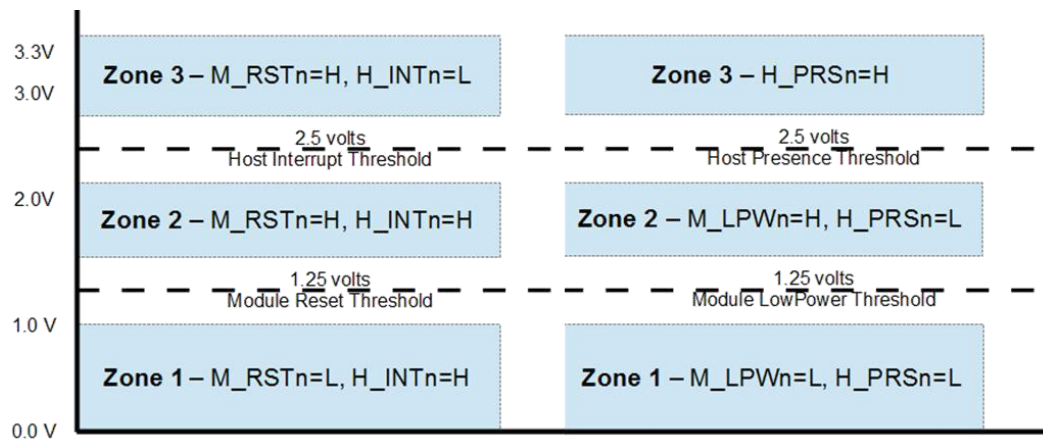 3.3V
Zone 3 – M_RSTn=H, H_INTn=L
Zone 3 – H_PRSn=H
3.0V
2.5 volts
2.5 volts
Host Interrupt Threshold
Host Presence Threshold
2.0V
Zone 2 – M_RSTn=H, H_INTn=H
Zone 2 – M_LPWn=H, H_PRSn=L
1.25 volts
1.25 volts
Module Reset Threshold
Module LowPower Threshold
1.0 V
Zone 1 – M_RSTn=L, H_INTn=H
Zone 1 – M_LPWn=L, H_PRSn=L
0.0 V